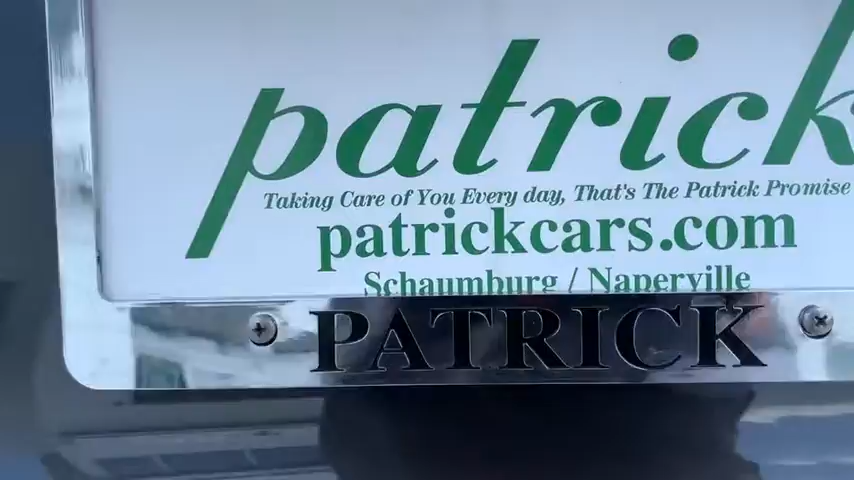 patrick
Taking Care of You Every day, That's The Patrick Promise
patrickcars.com
Schaumburg / Naperville
PATRICK